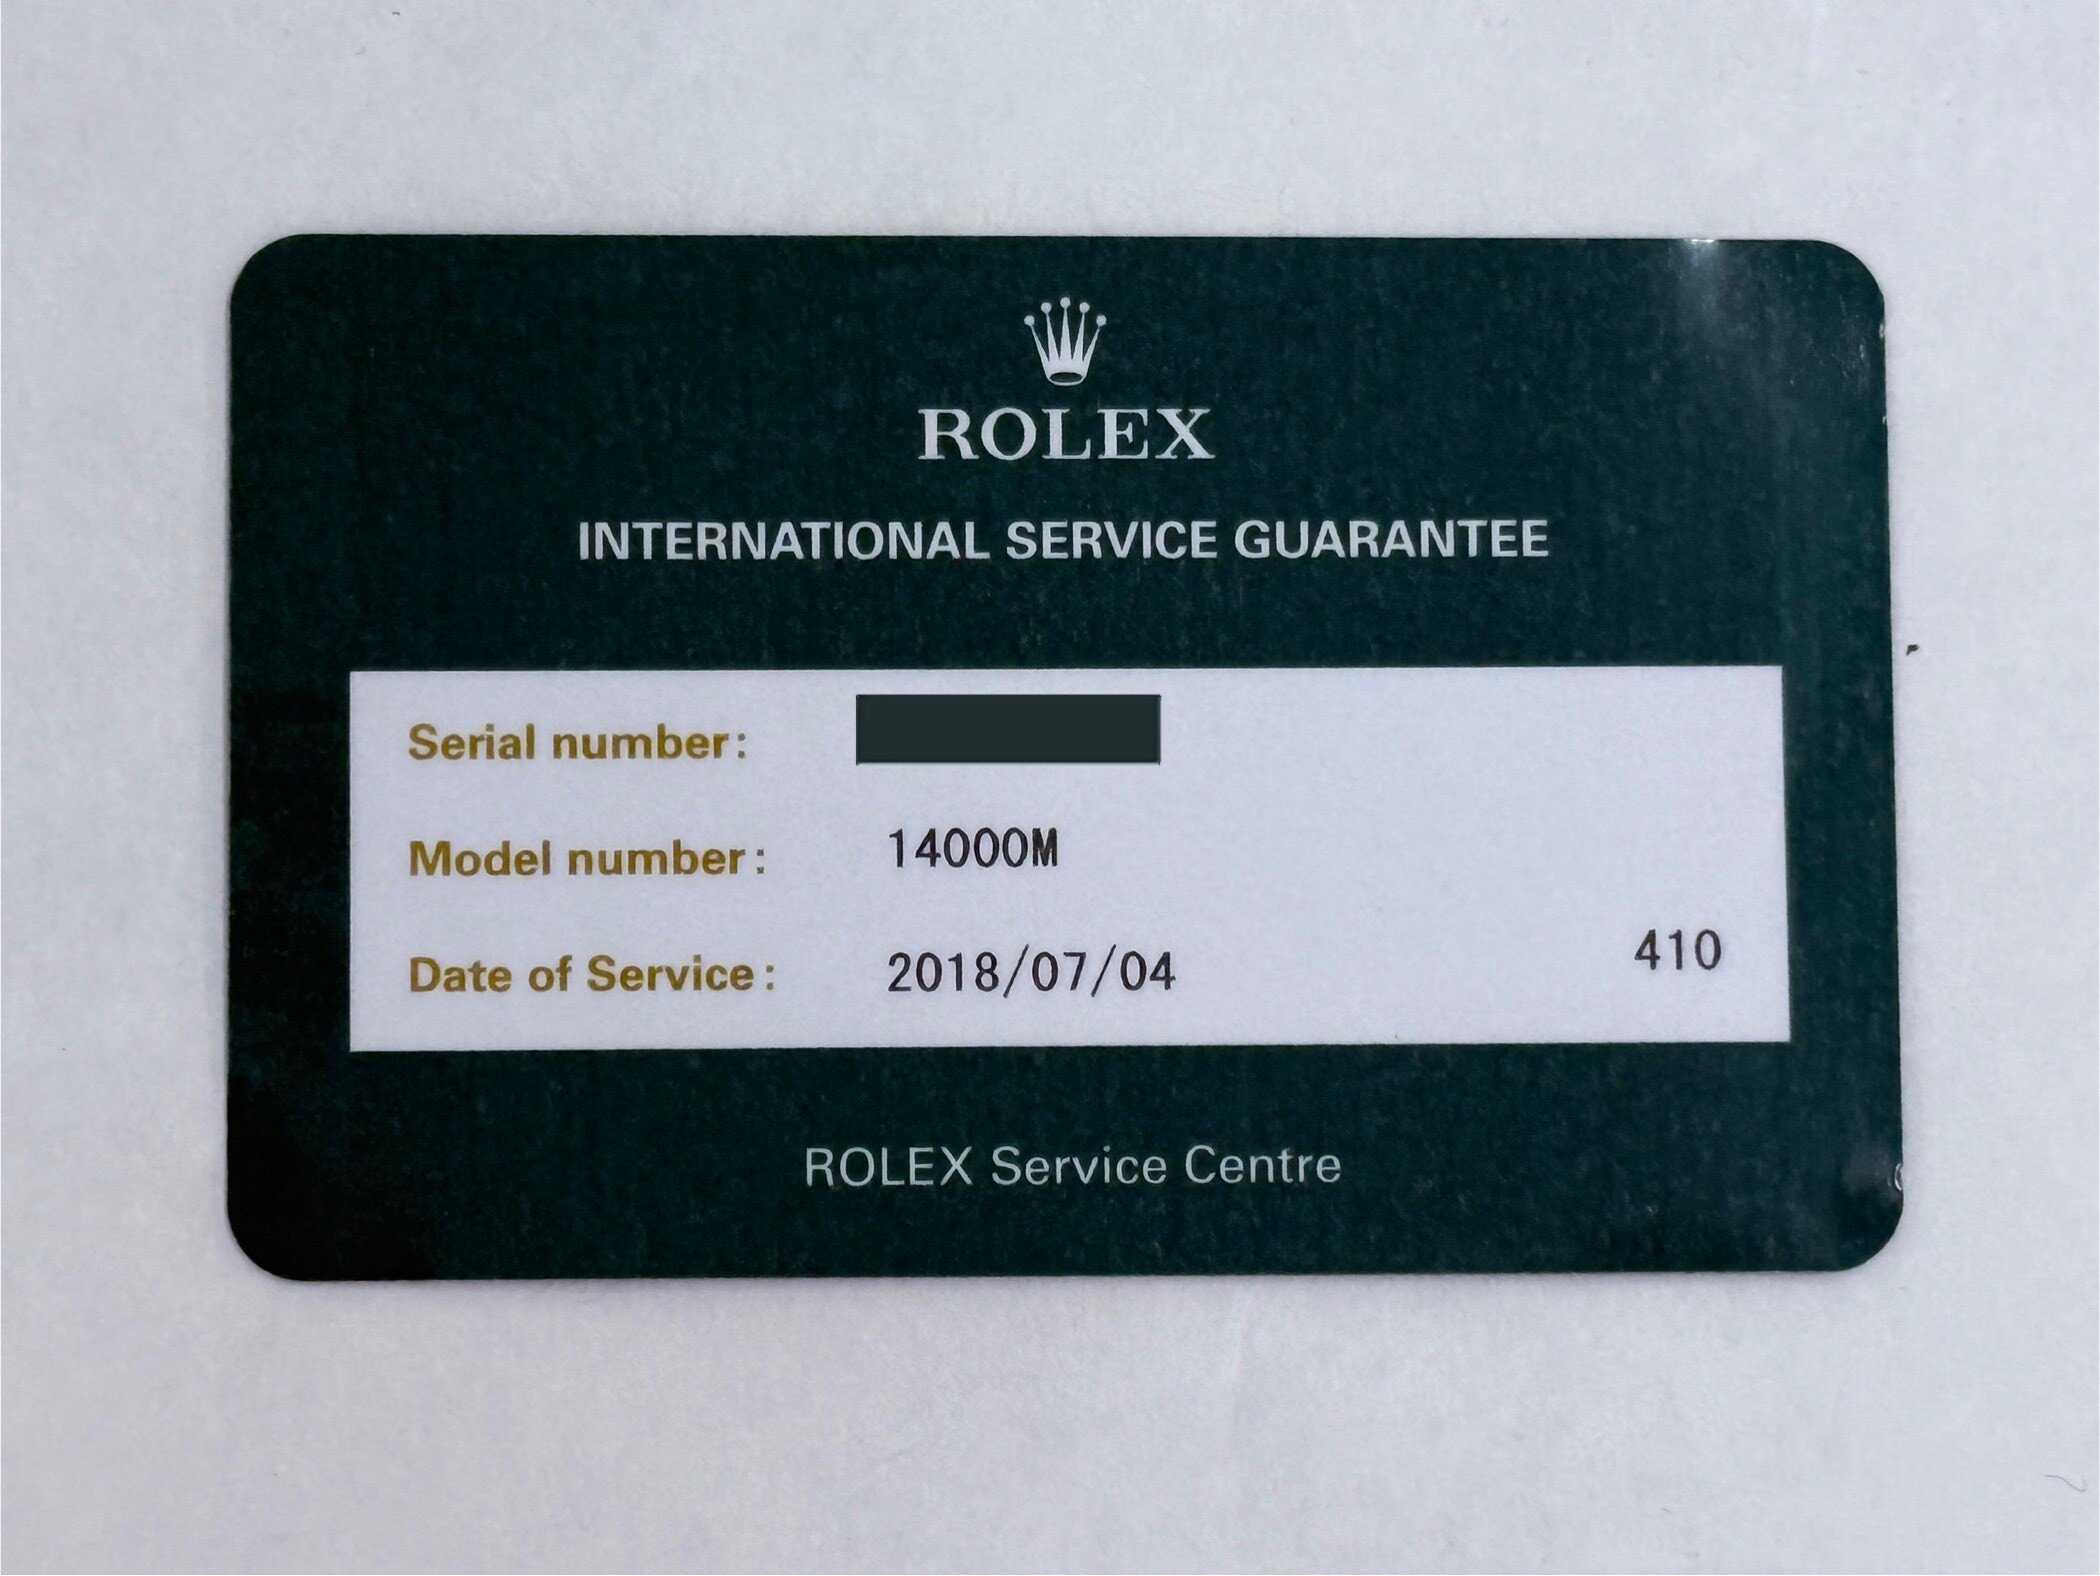 ROLEX
INTERNATIONAL SERVICE GUARANTEE
Serial number:
Model number: 14000M
Date of Service: 2018/07/04 410
ROLEX Service Centre